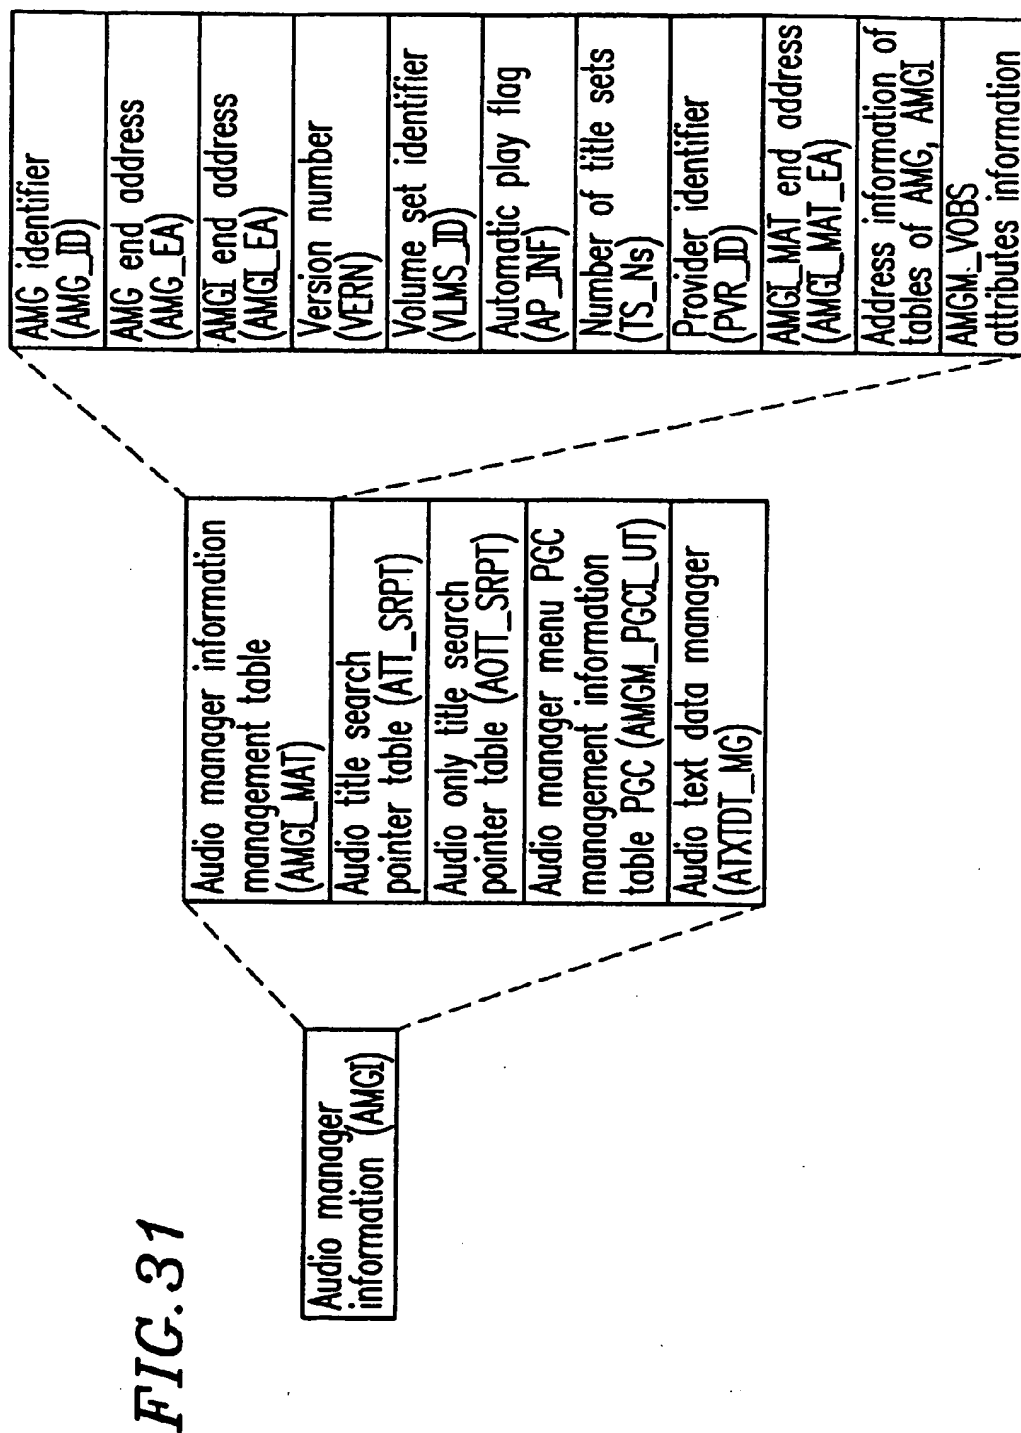 FIG.31
Audio manager
information (AMGI)
Audio manager information
management table
(AMGI_MAT)
Audio title search
pointer table (ATT_SRPT)
Audio only title search
pointer table (AOTT_SRPT)
Audio manager menu PGC
management information
table PGC (AMGM_PGCI_UT)
Audio text data manager
(ATXTDT_MG)
AMG identifier
(AMG_ID)
AMG end address
(AMG_EA)
AMGI end address
(AMGI_EA)
Version number
(VERN)
Volume set identifier
(VLMS_ID)
Automatic play flag
(AP_INF)
Number of title sets
(TS_Ns)
Provider identifier
(PVR_ID)
AMGI_MAT end address
(AMGI_MAT_EA)
Address information of
tables of AMG, AMGI
AMGM_VOBS
attributes information